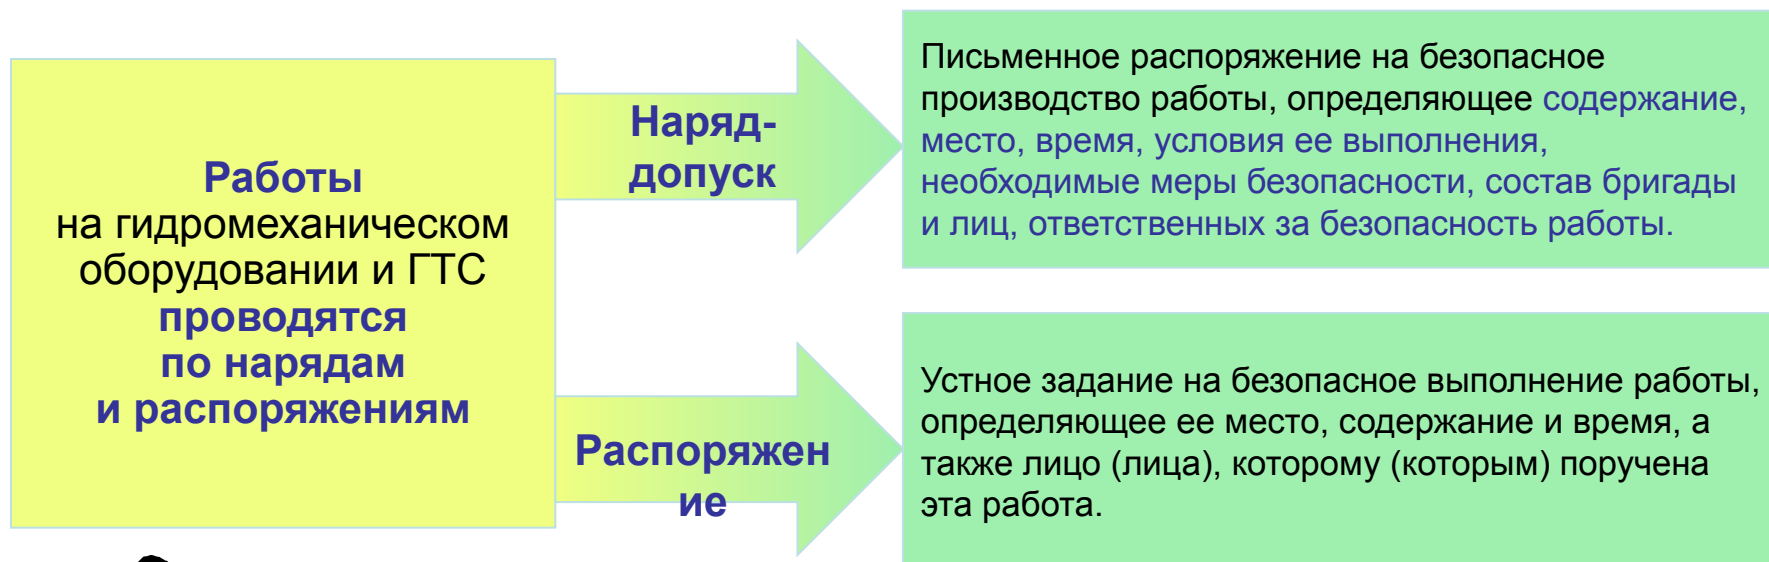 Работы
на гидромеханическом
оборудовании и ГТС
проводятся
по нарядам
и распоряжениям
Наряд-
допуск
Письменное распоряжение на безопасное
производство работы, определяющее содержание,
место, время, условия ее выполнения,
необходимые меры безопасности, состав бригады
и лиц, ответственных за безопасность работы.
Распоряжен
ие
Устное задание на безопасное выполнение работы,
определяющее ее место, содержание и время, а
также лицо (лица), которому (которым) поручена
эта работа.